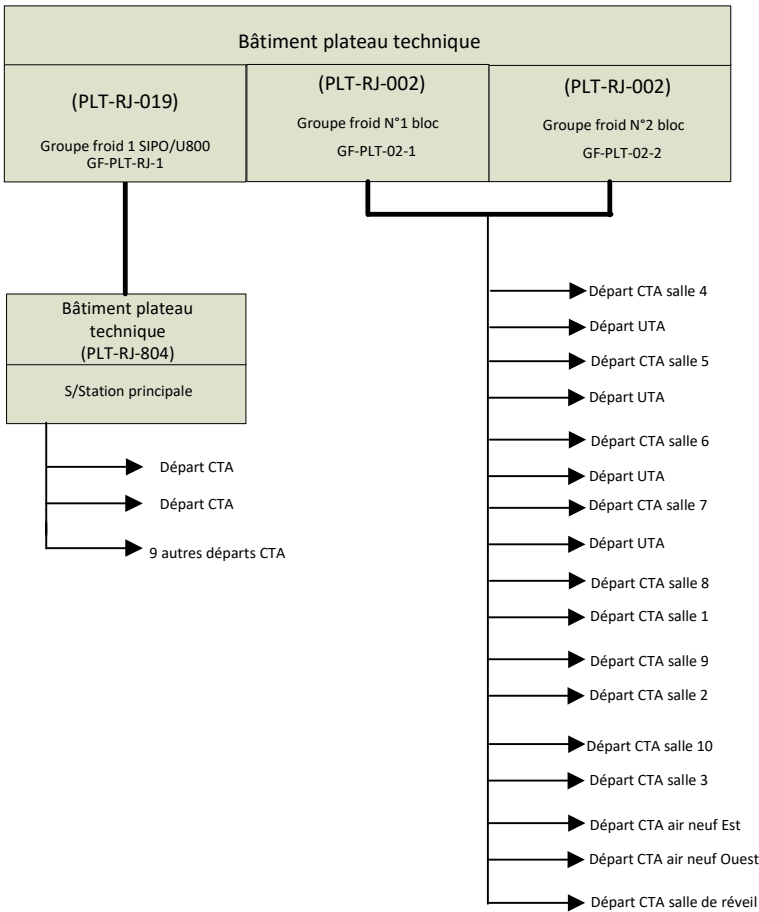 Bâtiment plateau technique
(PLT-RJ-019)
Groupe froid 1 SIPO/U800
GF-PLT-RJ-1
(PLT-RJ-002)
Groupe froid N°1 bloc
GF-PLT-02-1
(PLT-RJ-002)
Groupe froid N°2 bloc
GF-PLT-02-2
Bâtiment plateau
technique
(PLT-RJ-804)
S/Station principale
Départ CTA
Départ CTA
9 autres départs CTA
Départ CTA salle 4
Départ UTA
Départ CTA salle 5
Départ UTA
Départ CTA salle 6
Départ UTA
Départ CTA salle 7
Départ UTA
Départ CTA salle 8
Départ CTA salle 1
Départ CTA salle 9
Départ CTA salle 2
Départ CTA salle 10
Départ CTA salle 3
Départ CTA air neuf Est
Départ CTA air neuf Ouest
Départ CTA salle de réveil